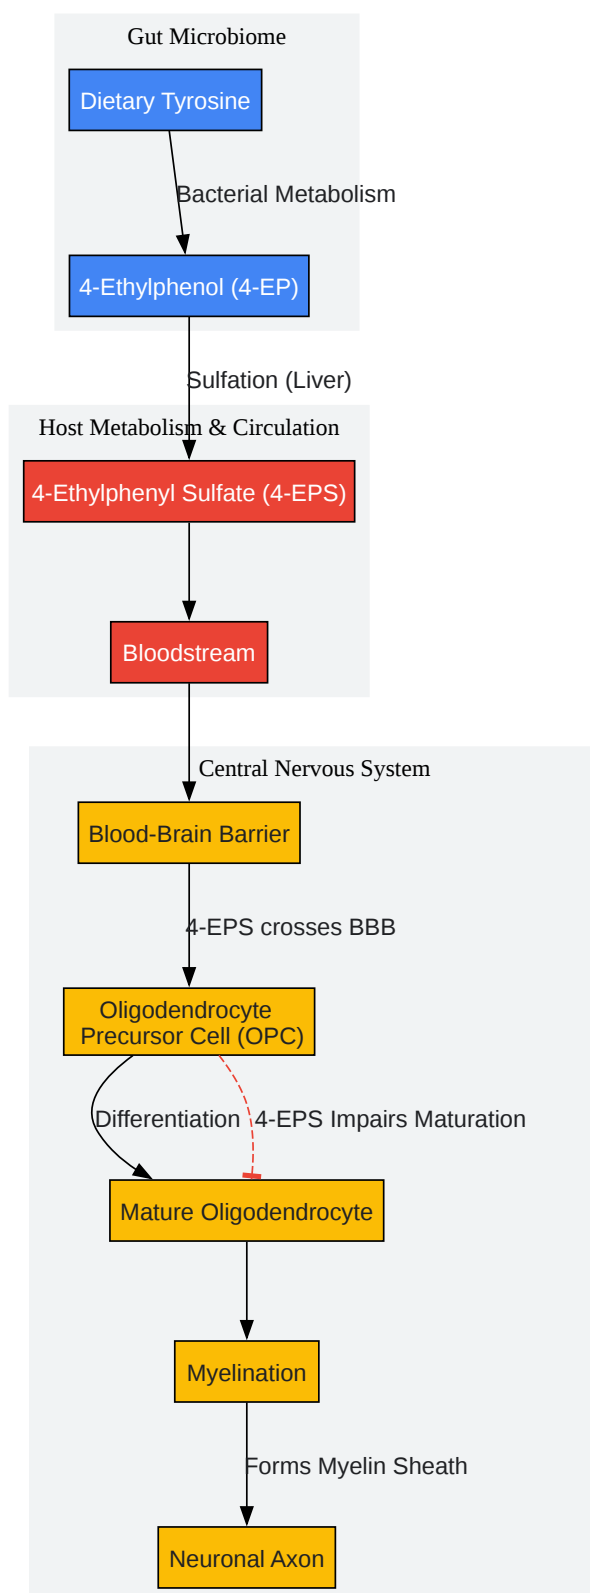 Gut Microbiome
Dietary Tyrosine
Bacterial Metabolism
4-Ethylphenol (4-EP)
Sulfation (Liver)
Host Metabolism & Circulation
4-Ethylphenyl Sulfate (4-EPS)
Bloodstream
Central Nervous System
Blood-Brain Barrier
4-EPS crosses BBB
Oligodendrocyte
Precursor Cell (OPC)
Differentiation
4-EPS Impairs Maturation
Mature Oligodendrocyte
Myelination
Forms Myelin Sheath
Neuronal Axon